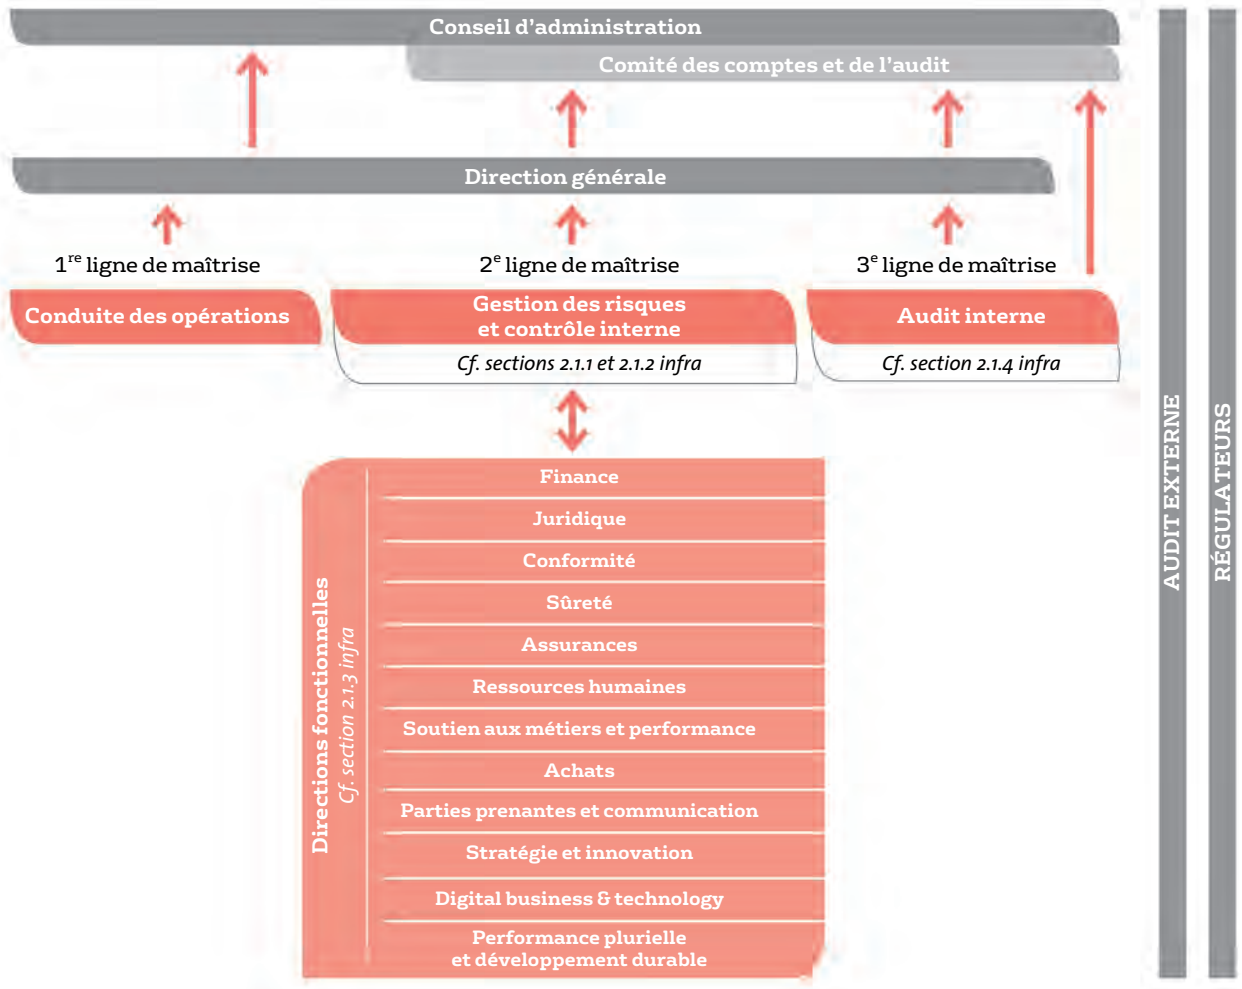 Conseil d'administration
Comité des comptes et de l'audit
Direction générale
1re ligne de maîtrise
2e ligne de maîtrise
3e ligne de maîtrise
Conduite des opérations
Gestion des risques
et contrôle interne
Audit interne
Cf. sections 2.1.1 et 2.1.2 infra
Cf. section 2.1.4 infra
Directions fonctionnelles
Cf. section 2.1.3 infra
Finance
Juridique
Conformité
Sûreté
Assurances
Ressources humaines
Soutien aux métiers et performance
Achats
Parties prenantes et communication
Stratégie et innovation
Digital business & technology
Performance plurielle
et développement durable
AUDIT EXTERNE
RÉGULATEURS